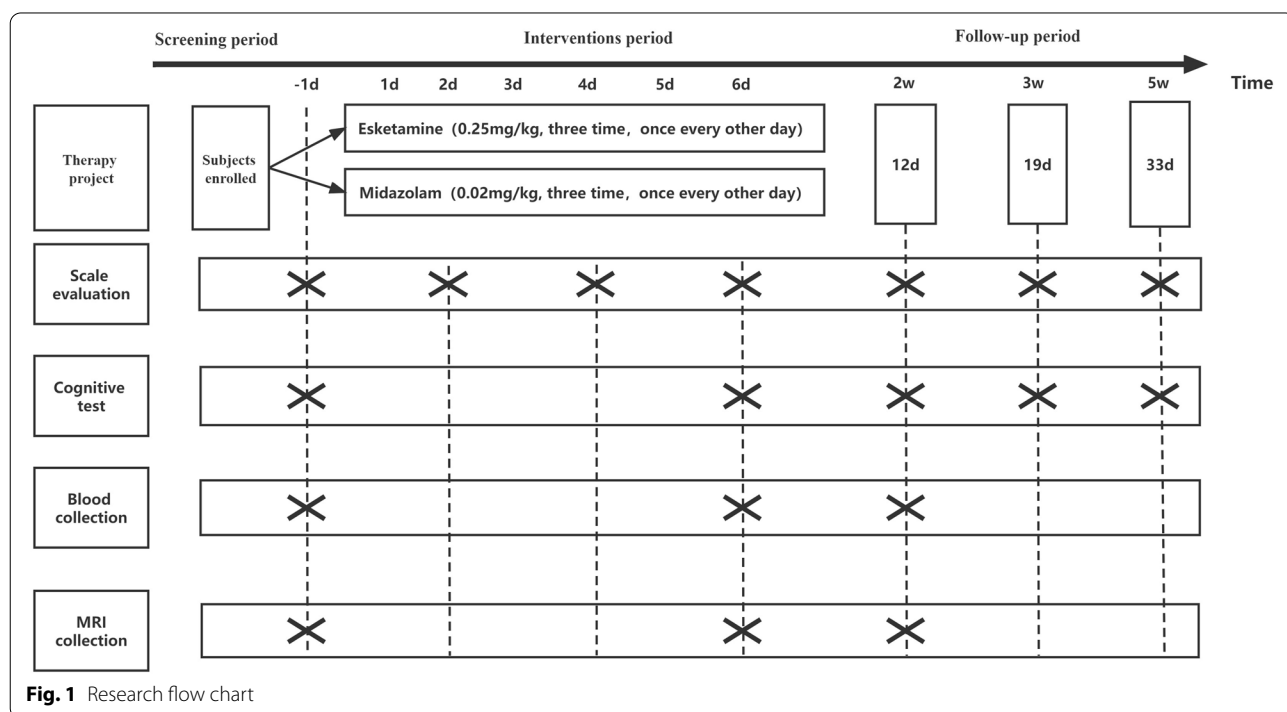 Screening period Interventions period Follow-up period
-1d 1d 2d 3d 4d 5d 6d 2w 3w 5w Time
Therapy
project
Subjects
enrolled
Esketamine (0.25mg/kg, three time, once every other day)
Midazolam (0.02mg/kg, three time, once every other day)
12d 19d 33d
Scale
evaluation
Cognitive
test
Blood
collection
MRI
collection
Fig. 1 Research flow chart